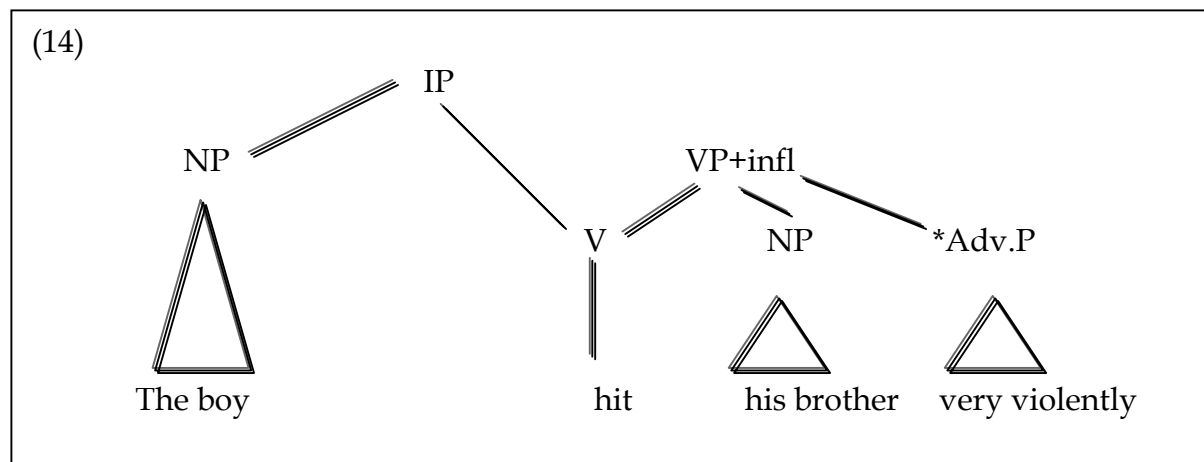 (14)
IP
NP VP+infl
V NP *Adv.P
The boy hit his brother very violently